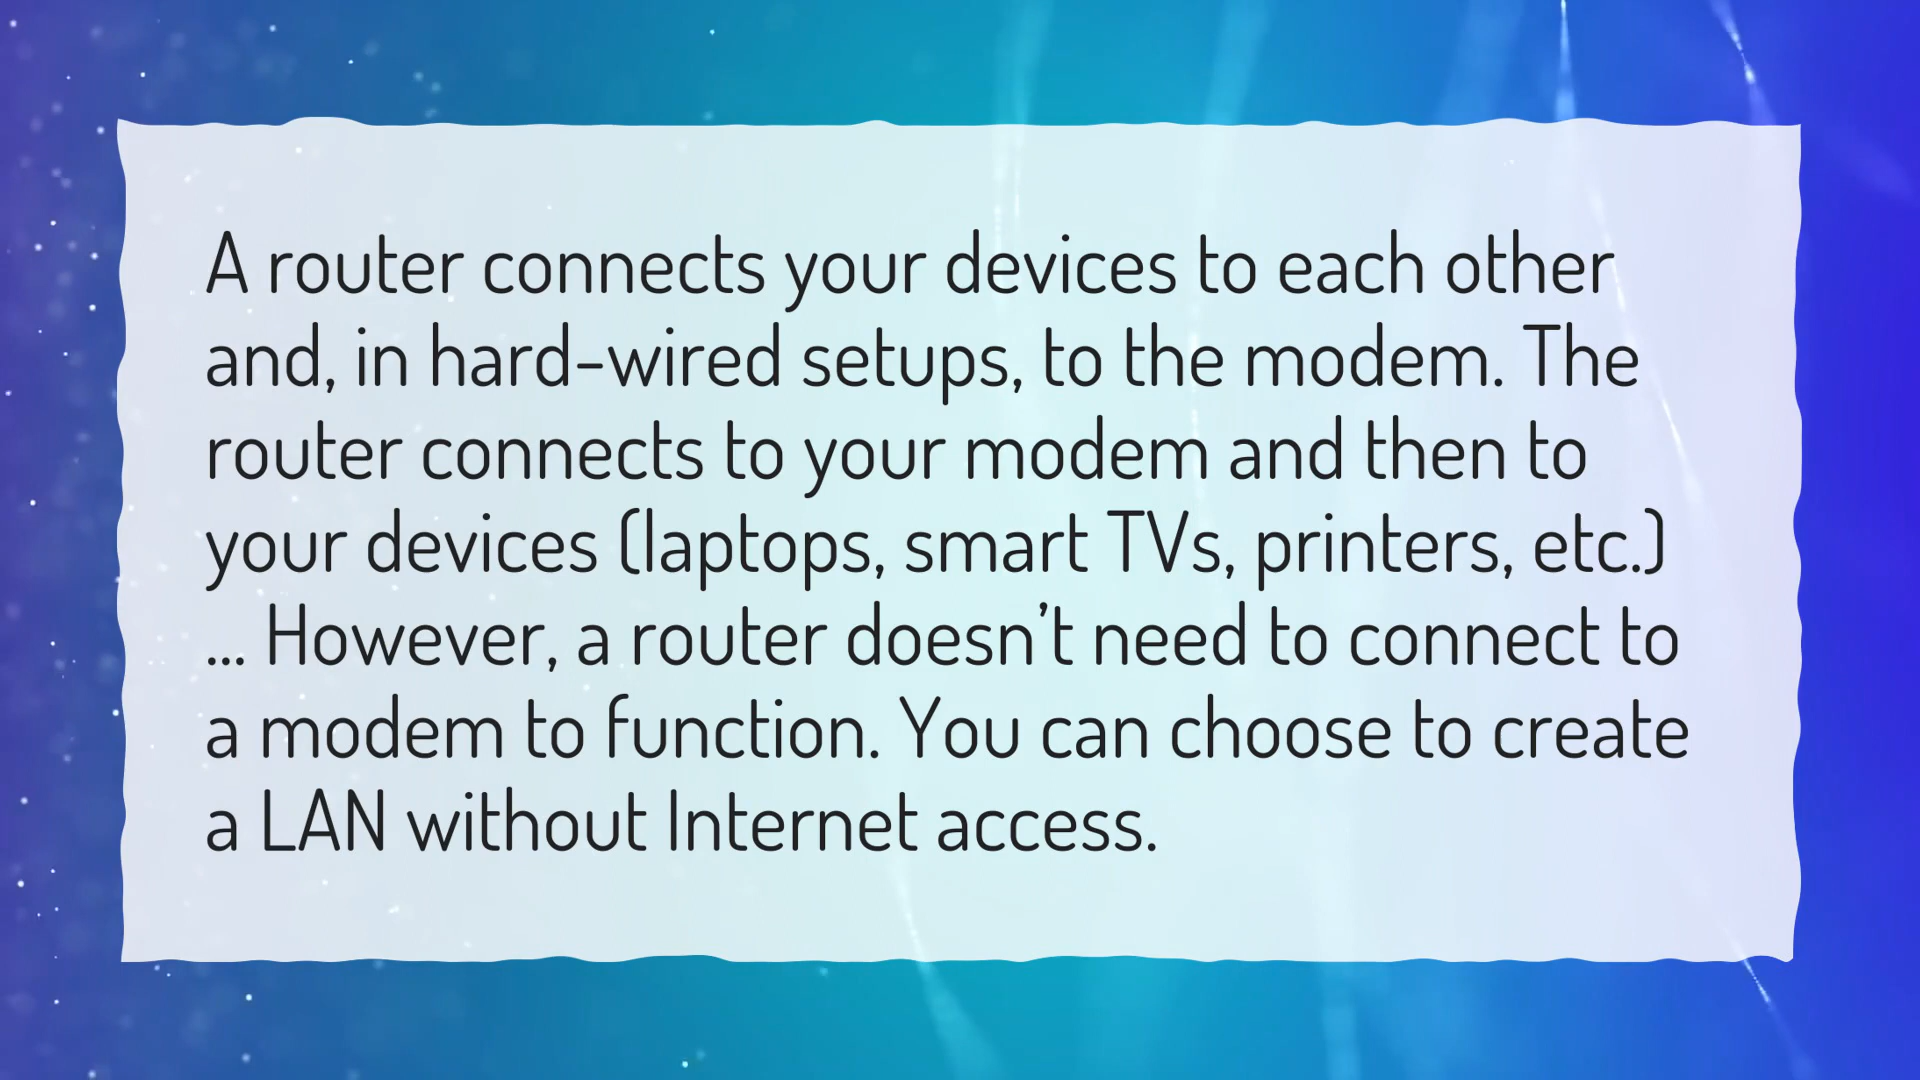 A router connects your devices to each other
and, in hard-wired setups, to the modem. The
router connects to your modem and then to
your devices (laptops, smart TVs, printers, etc.)
... However, a router doesn’t need to connect to
a modem to function. You can choose to create
a LAN without Internet access.